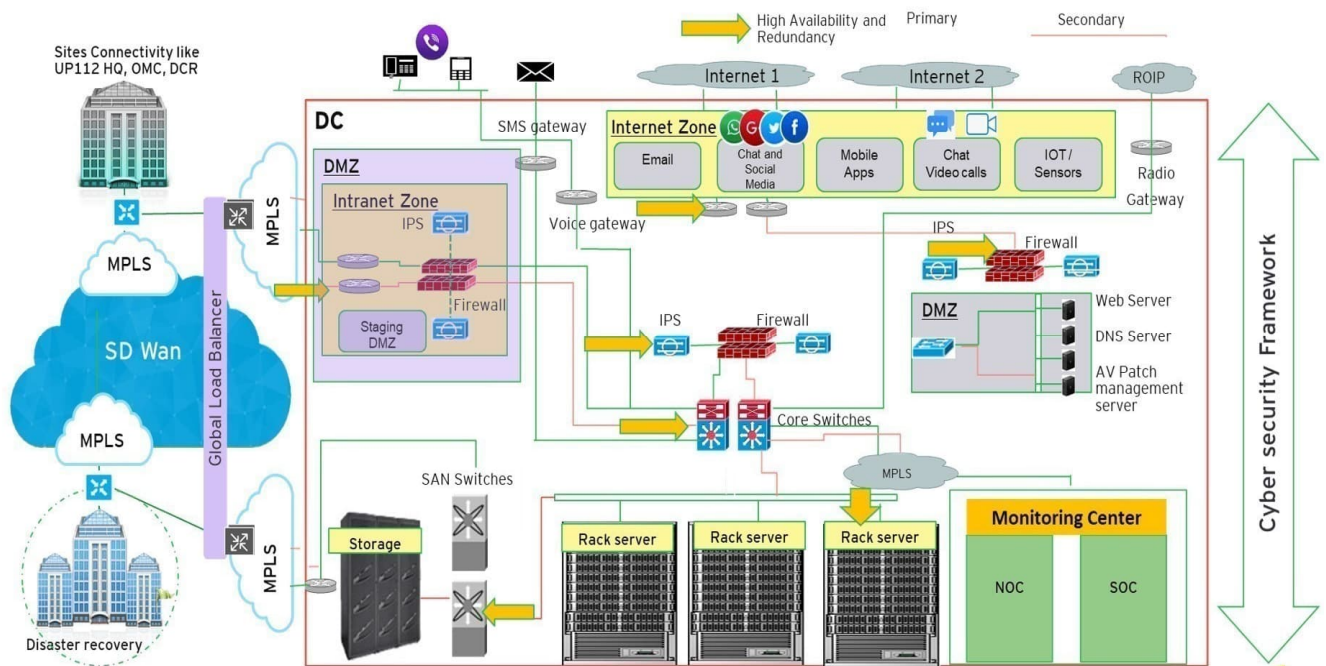 High Availability and
Redundancy
Primary
Secondary
Sites Connectivity like
UP112 HQ, OMC, DCR
Internet 1
Internet 2
ROIP
DC
SMS gateway
Internet Zone
Email
Chat and
Social
Media
Mobile
Apps
Chat
Video calls
IOT /
Sensors
Radio
Gateway
DMZ
Intranet Zone
IPS
Firewall
Staging
DMZ
Voice gateway
MPLS
MPLS
SD Wan
Global Load Balancer
IPS
Firewall
IPS
Firewall
DMZ
Web Server
DNS Server
AV Patch
management
server
Core Switches
MPLS
MPLS
MPLS
SAN Switches
Storage
Rack server
Rack server
Rack server
Monitoring Center
NOC
SOC
Disaster recovery
Cyber security Framework